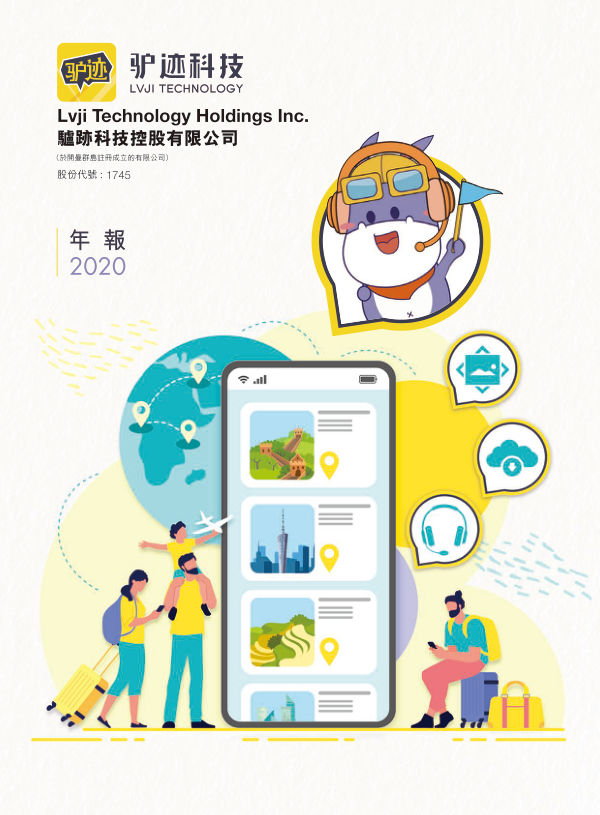 驴迹
驴迹科技
LVJI TECHNOLOGY
Lvji Technology Holdings Inc.
驢跡科技控股有限公司
(於開曼群島註冊成立的有限公司)
股份代號：1745
年報
2020